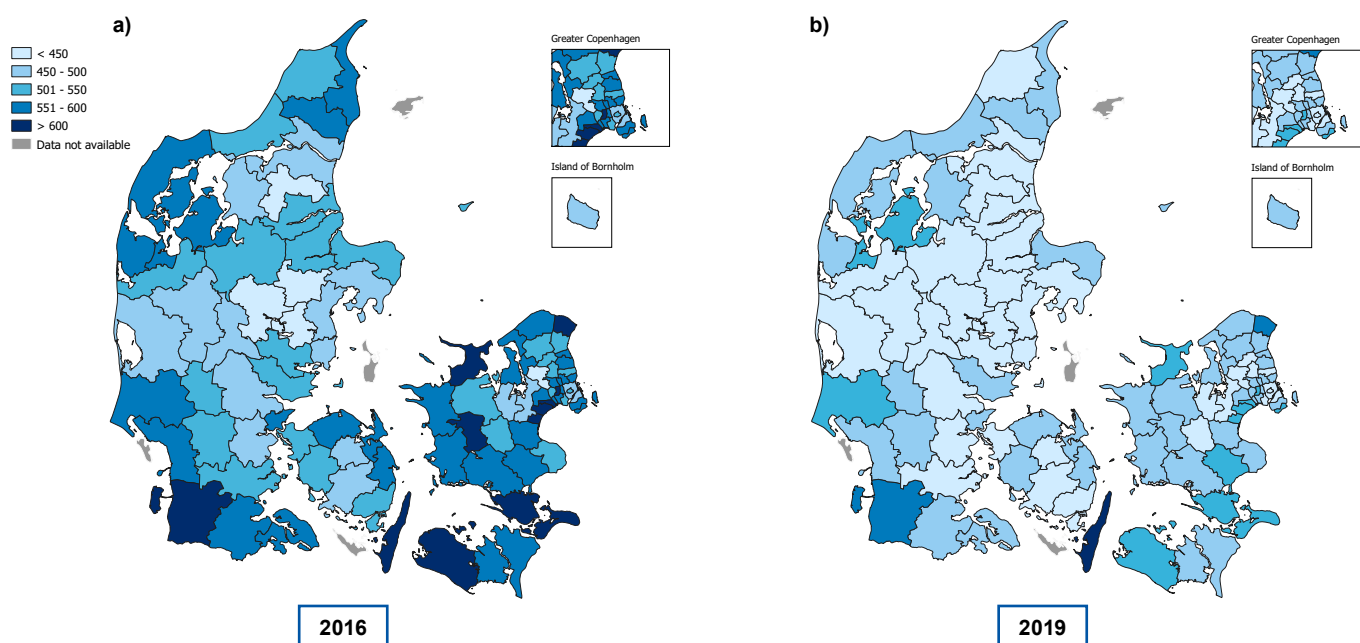 a)
< 450
450 - 500
501 - 550
551 - 600
> 600
Data not available
Greater Copenhagen
Island of Bornholm
2016
b)
Greater Copenhagen
Island of Bornholm
2019